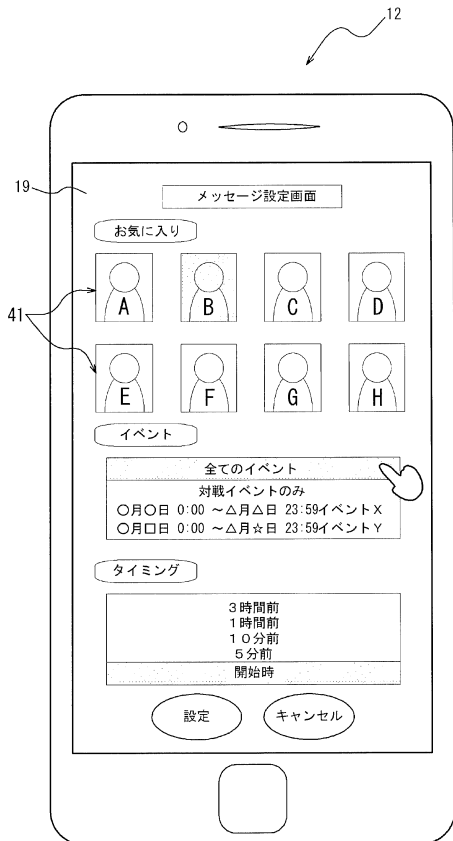 12
19
メッセージ設定画面
お気に入り
41
A B C D
E F G H
イベント
全てのイベント
対戦イベントのみ
○月○日 0:00 ～△月△日 23:59イベントX
○月□日 0:00 ～△月☆日 23:59イベントY
タイミング
3時間前
1時間前
10分前
5分前
開始時
設定 キャンセル